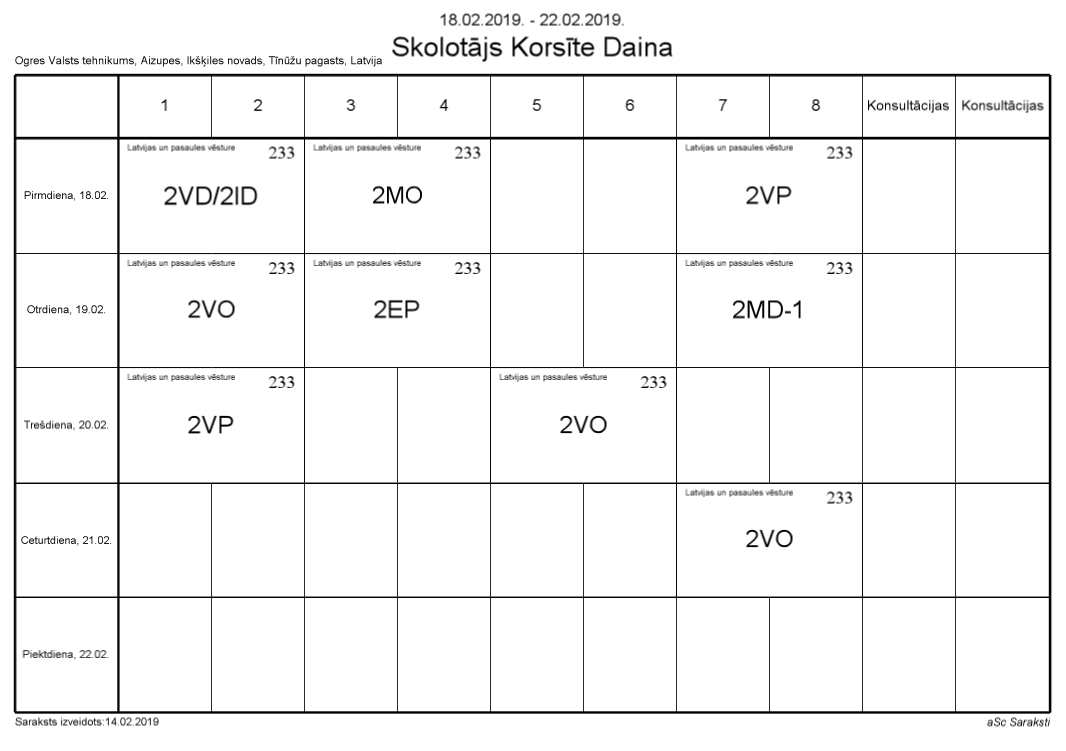 18.02.2019. - 22.02.2019.
Skolotājs Korsīte Daina
Ogres Valsts tehnikums, Aizupes, Ikšķiles novads, Tīnūžu pagasts, Latvija
1 2 3 4 5 6 7 8 Konsultācijas Konsultācijas
Latvijas un pasaules vēsture 233 Latvijas un pasaules vēsture 233 Latvijas un pasaules vēsture 233
Pirmdiena, 18.02. 2VD/2ID 2MO 2VP
Latvijas un pasaules vēsture 233 Latvijas un pasaules vēsture 233 Latvijas un pasaules vēsture 233
Otrdiena, 19.02. 2VO 2EP 2MD-1
Latvijas un pasaules vēsture 233 Latvijas un pasaules vēsture 233
Trešdiena, 20.02. 2VP 2VO
Latvijas un pasaules vēsture 233
Ceturtdiena, 21.02. 2VO
Piektdiena, 22.02.
Saraksts izveidots:14.02.2019 aSc Saraksti